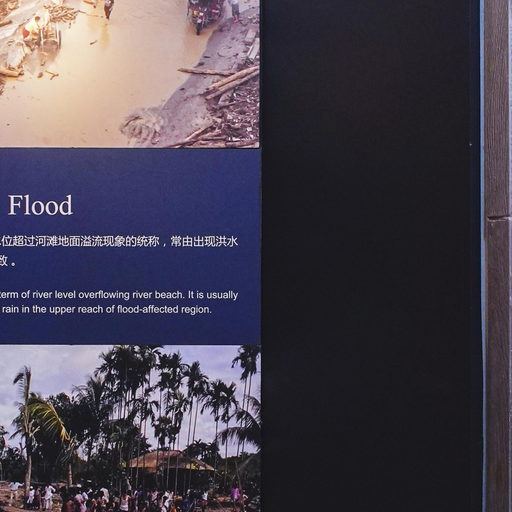 Flood
位超过河滩地面溢流现象的统称，常由出现洪水
致。
term of river level overflowing river beach. It is usually
rain in the upper reach of flood-affected region.